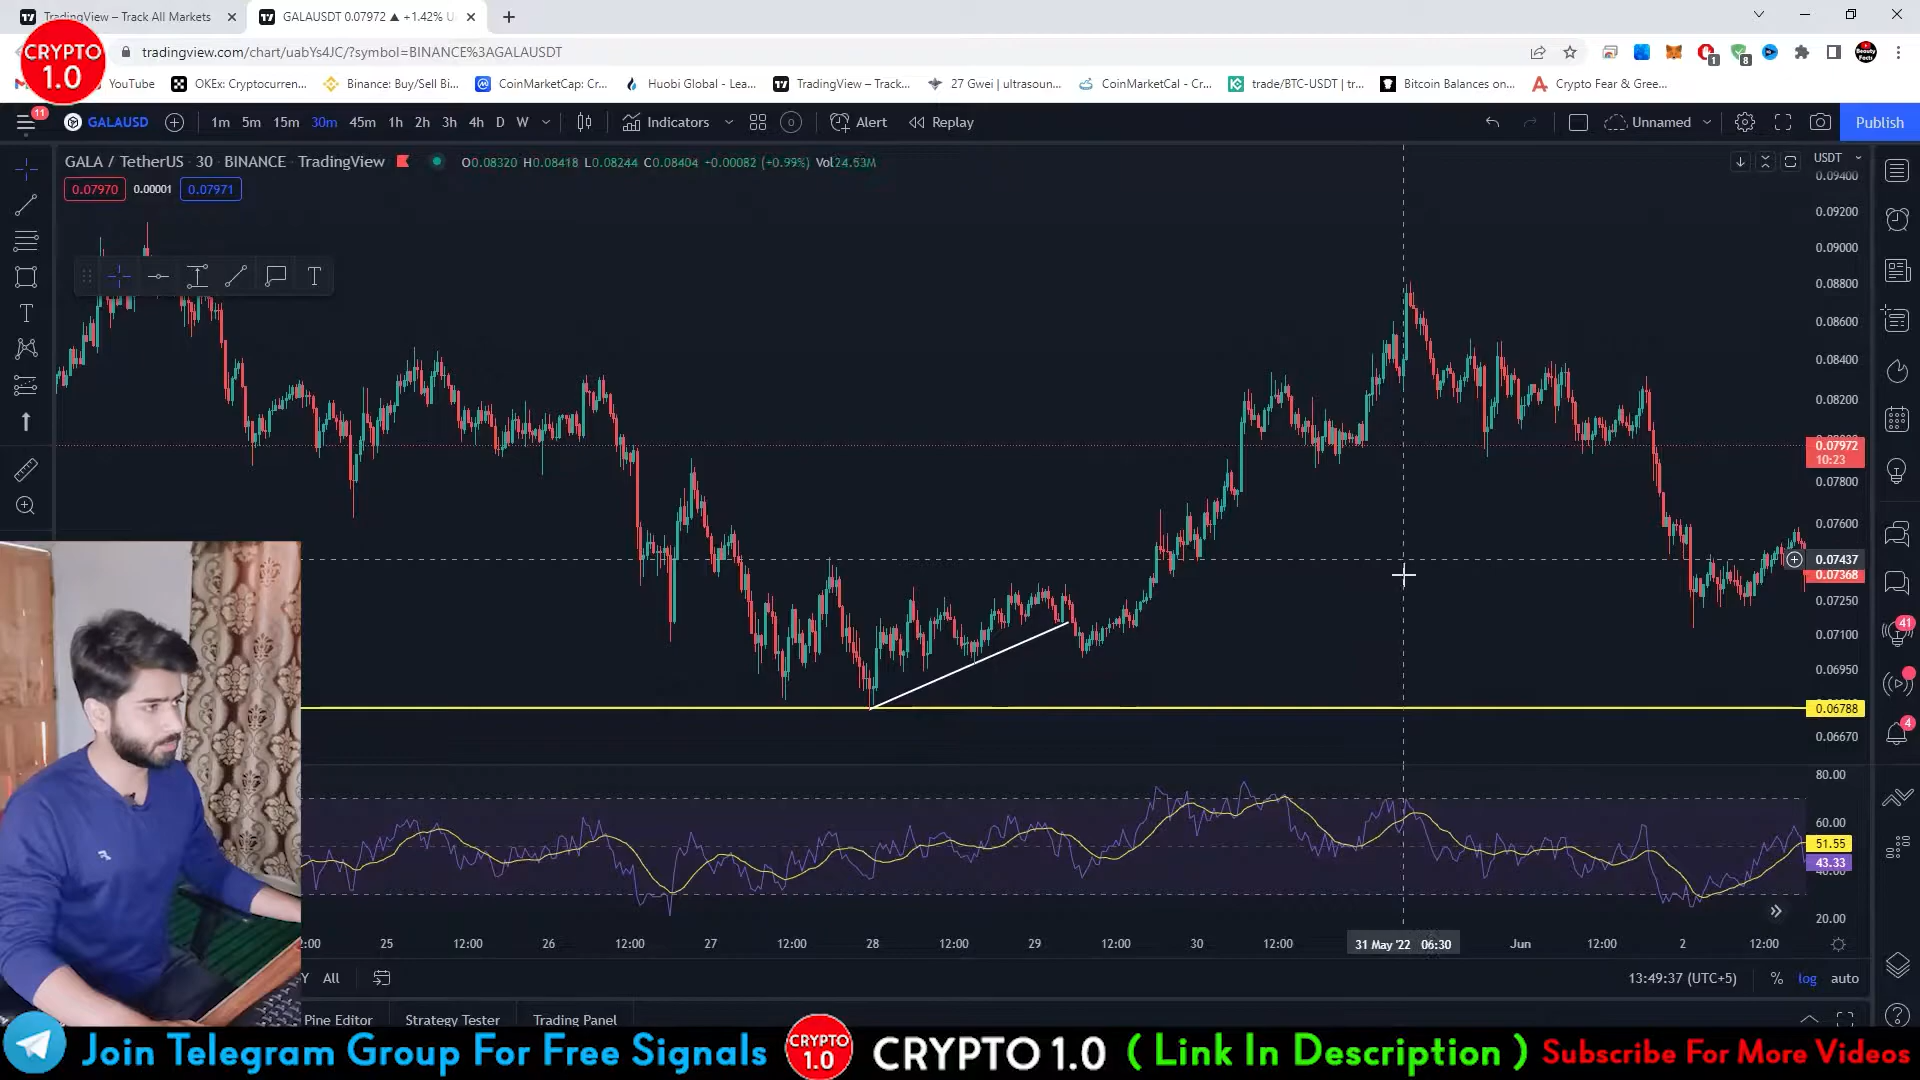 TradingView – Track All Markets
GALAUSDT 0.07972 ▲ +1.42% U
CRYPTO
1.0
tradingview.com/chart/uabYs4JC/?symbol=BINANCE%3AGALAUSDT
YouTube
OKEx: Cryptocurren...
Binance: Buy/Sell Bi...
CoinMarketCap: Cr...
Huobi Global - Lea...
TradingView – Track...
27 Gwei | ultrasoun...
CoinMarketCal - Cr...
trade/BTC-USDT | tr...
Bitcoin Balances on...
Crypto Fear & Gree...
11
GALAUSD
1m 5m 15m 30m 45m 1h 2h 3h 4h D W
Indicators
Alert
Replay
Unnamed
Publish
GALA / TetherUS · 30 · BINANCE · TradingView
O0.08320 H0.08418 L0.08244 C0.08404 +0.00082 (+0.99%) Vol24.53M
USDT
0.07970 0.00001 0.07971
0.09400
0.09200
0.09000
0.08800
0.08600
0.08400
0.08200
0.07972
10:23
0.07800
0.07600
0.07437
0.07368
0.07250
0.07100
0.06950
0.06788
0.06670
80.00
60.00
51.55
43.33
40.00
20.00
41
4
2:00 25 12:00 26 12:00 27 12:00 28 12:00 29 12:00 30 12:00 31 May '22 06:30 Jun 12:00 2 12:00
Y All
13:49:37 (UTC+5) % log auto
Pine Editor Strategy Tester Trading Panel
Join Telegram Group For Free Signals
CRYPTO
1.0
CRYPTO 1.0 ( Link In Description )
Subscribe For More Videos